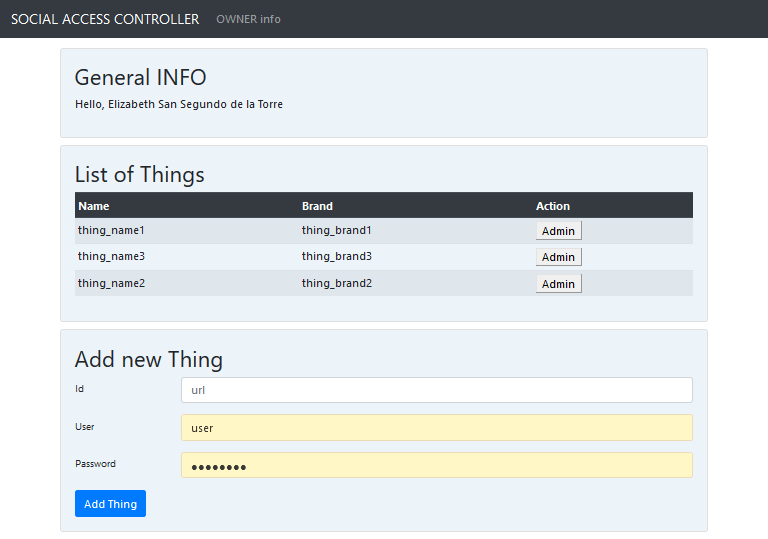 SOCIAL ACCESS CONTROLLER OWNER info
General INFO
Hello, Elizabeth San Segundo de la Torre
List of Things
Name Brand Action
thing_name1 thing_brand1 Admin
thing_name3 thing_brand3 Admin
thing_name2 thing_brand2 Admin
Add new Thing
Id url
User user
Password ●●●●●●●●
Add Thing